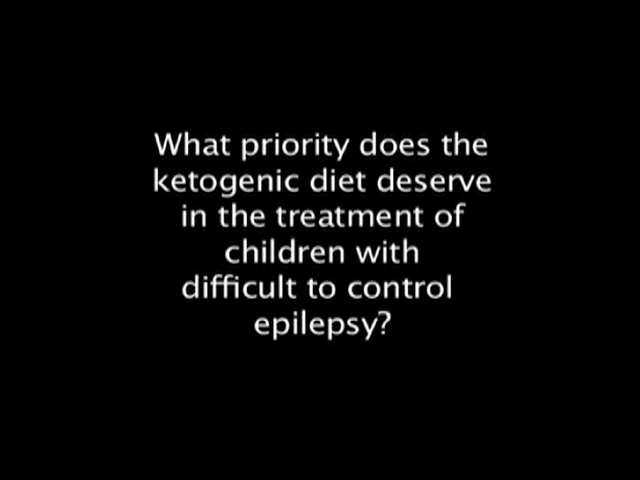 What priority does the
ketogenic diet deserve
in the treatment of
children with
difficult to control
epilepsy?